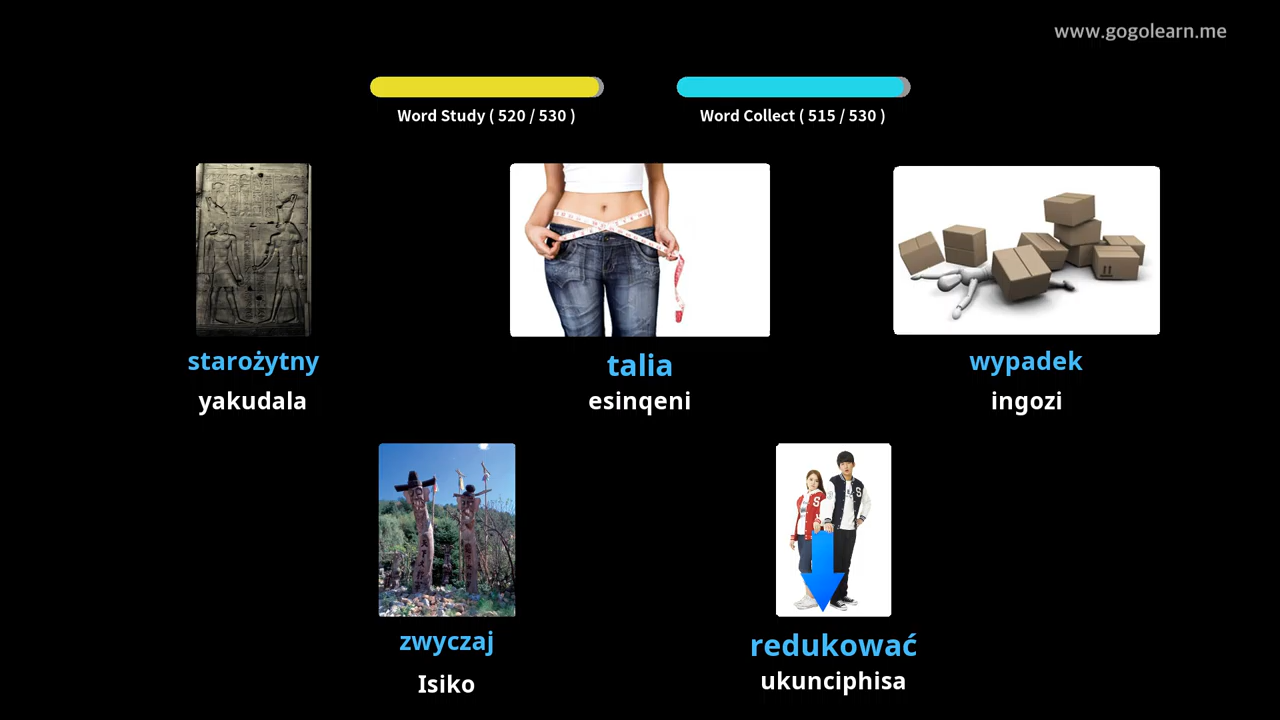 www.gogolearn.me
Word Study ( 520 / 530 )
Word Collect ( 515 / 530 )
starożytny
yakudala
talia
esinqeni
wypadek
ingozi
zwyczaj
Isiko
redukować
ukunciphisa